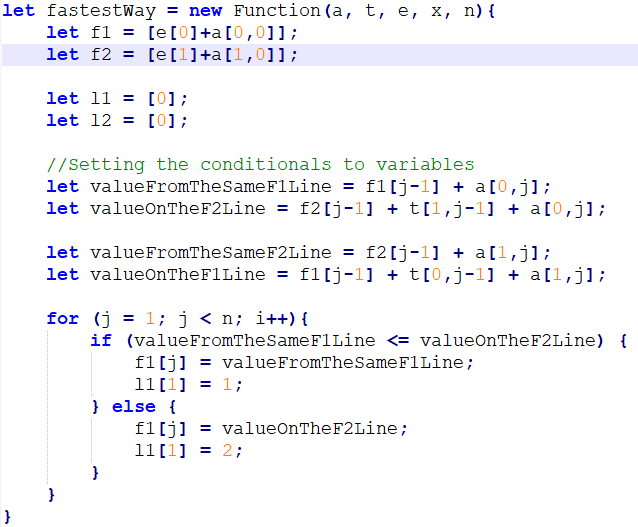 let fastestWay = new Function(a, t, e, x, n){
let f1 = [e[0]+a[0,0]];
let f2 = [e[1]+a[1,0]];
let l1 = [0];
let l2 = [0];
//Setting the conditionals to variables
let valueFromTheSameF1Line = f1[j-1] + a[0,j];
let valueOnTheF2Line = f2[j-1] + t[1,j-1] + a[0,j];
let valueFromTheSameF2Line = f2[j-1] + a[1,j];
let valueOnTheF1Line = f1[j-1] + t[0,j-1] + a[1,j];
for (j = 1; j < n; i++){
if (valueFromTheSameF1Line <= valueOnTheF2Line) {
f1[j] = valueFromTheSameF1Line;
l1[1] = 1;
} else {
f1[j] = valueOnTheF2Line;
l1[1] = 2;
}
}
}